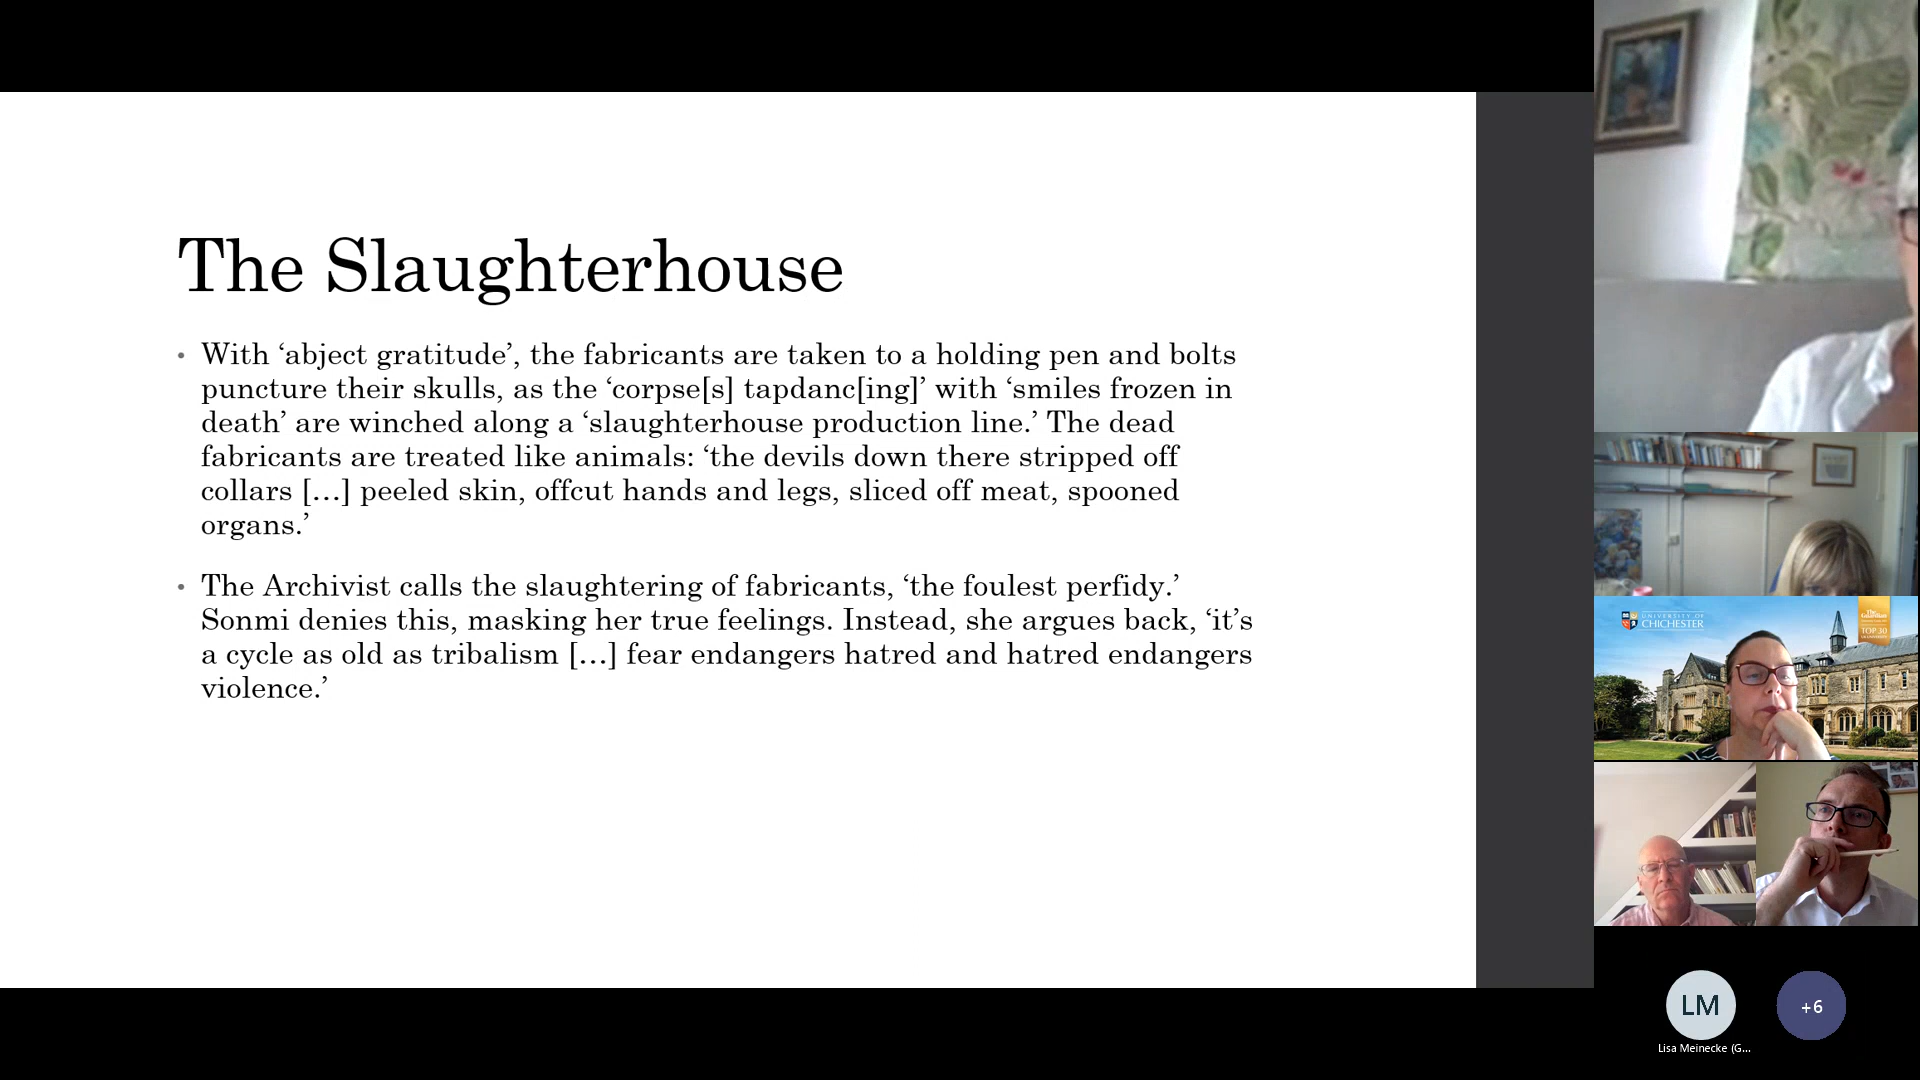 The Slaughterhouse
• With ‘abject gratitude’, the fabricants are taken to a holding pen and bolts
puncture their skulls, as the ‘corpse[s] tapdanc[ing]’ with ‘smiles frozen in
death’ are winched along a ‘slaughterhouse production line.’ The dead
fabricants are treated like animals: ‘the devils down there stripped off
collars […] peeled skin, offcut hands and legs, sliced off meat, spooned
organs.’
• The Archivist calls the slaughtering of fabricants, ‘the foulest perfidy.’
Sonmi denies this, masking her true feelings. Instead, she argues back, ‘it’s
a cycle as old as tribalism […] fear endangers hatred and hatred endangers
violence.’
UNIVERSITY OF
CHICHESTER
The
Guardian
TOP 30
LM
+6
Lisa Meinecke (G...